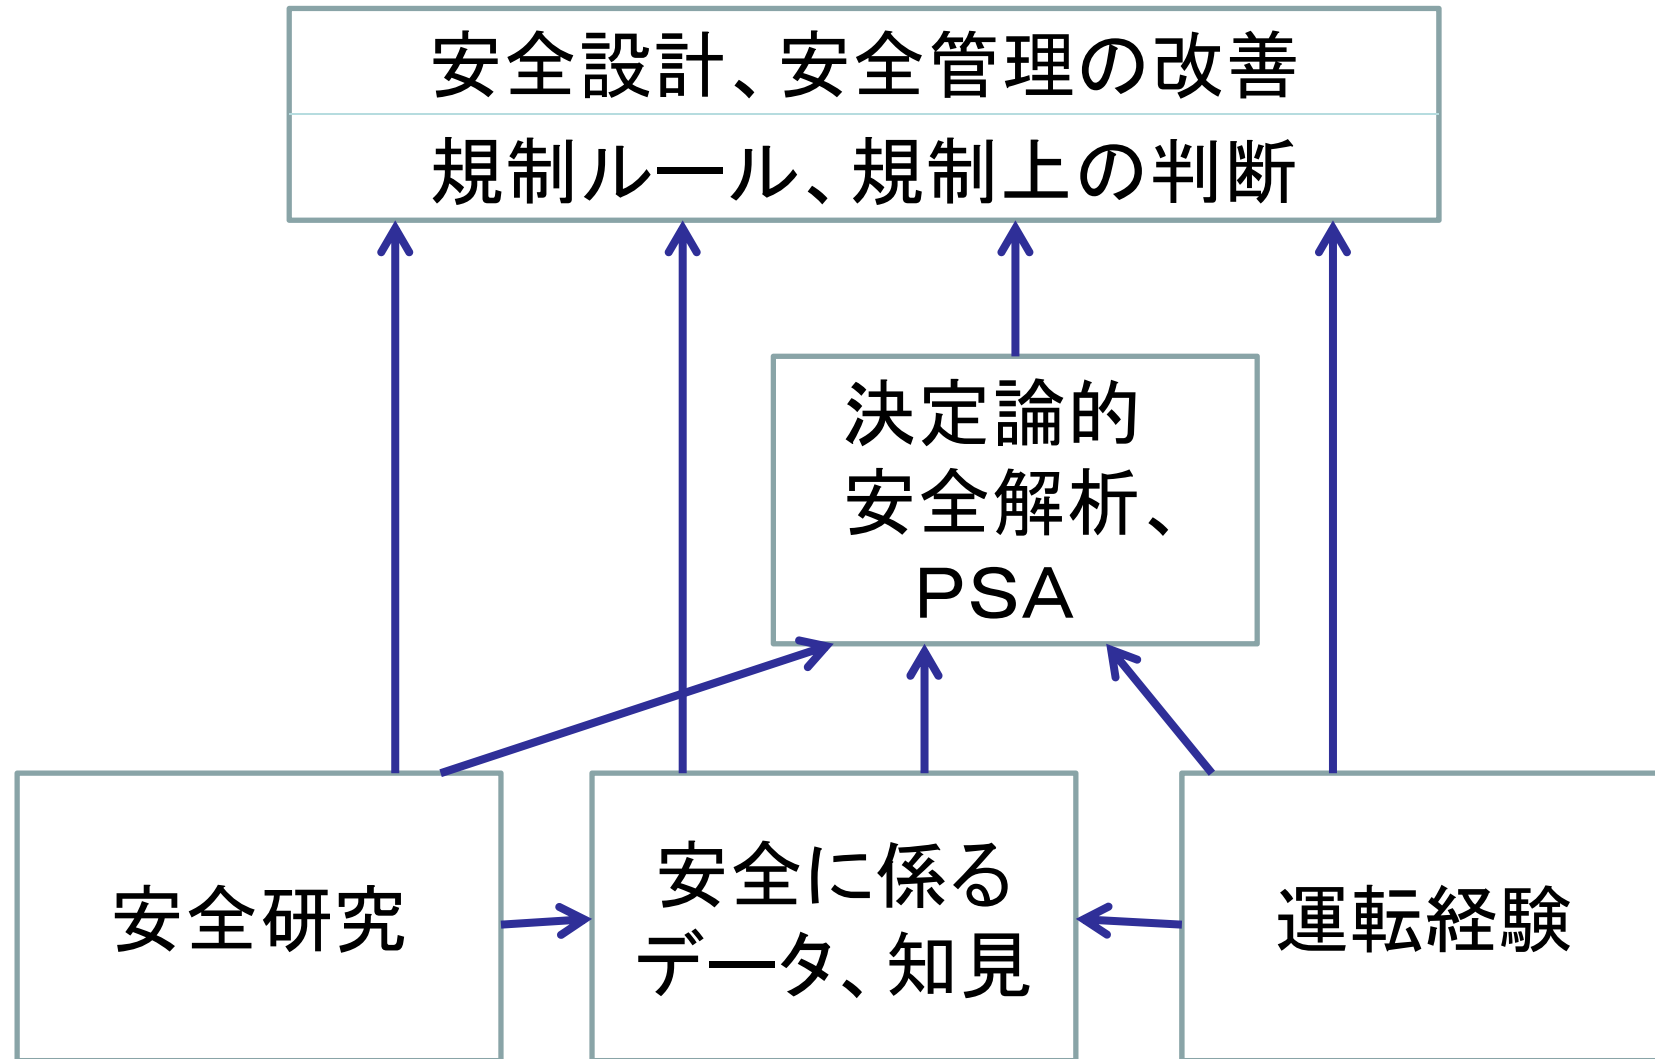 安全設計、安全管理の改善
規制ルール、規制上の判断
決定論的
安全解析、
PSA
安全研究
安全に係る
データ、知見
運転経験